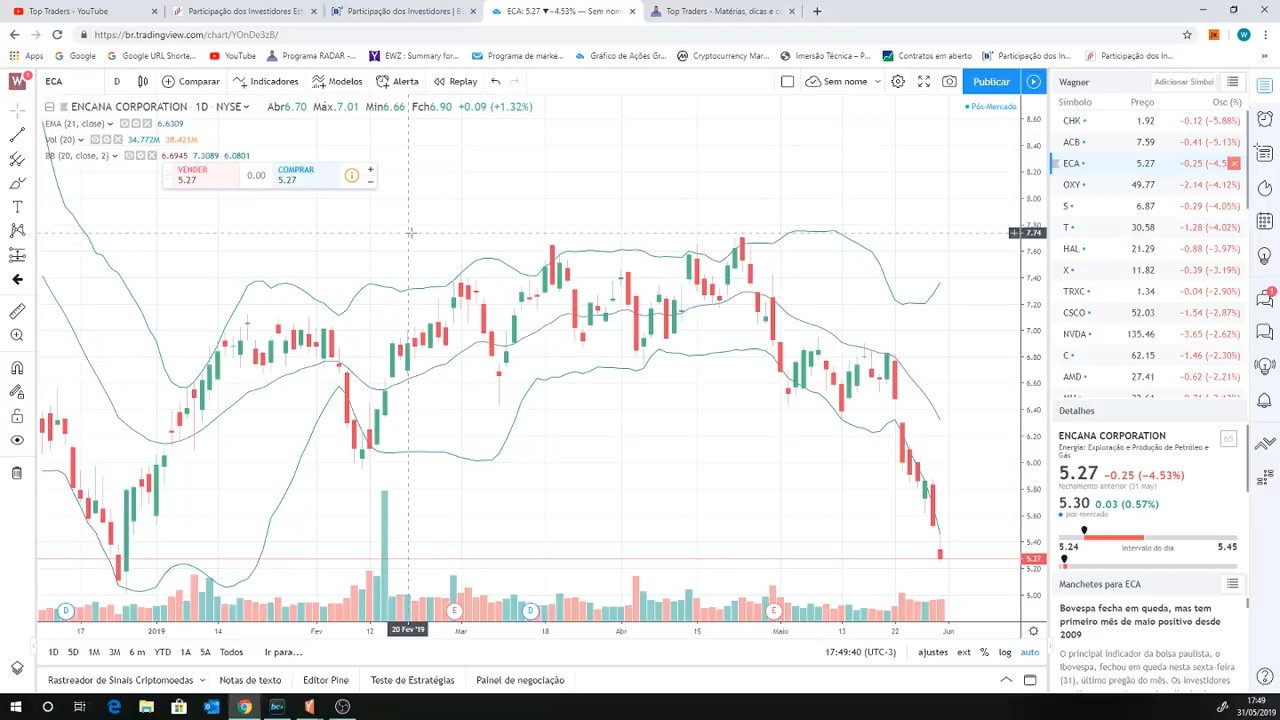 Top Traders - YouTube
Participação dos Investidores Est
Participação dos Investidores | B
ECA: 5.27 ▼−4.53% — Sem nom
Top Traders - Matérias, dicas e co
https://br.tradingview.com/chart/YOnDe3zB/
Apps
Google
Google URL Shorte...
YouTube
Programa RADAR -...
EWZ : Summary for...
Programa de marke...
Gráfico de Ações Gr...
Cryptocurrency Mar...
Imersão Técnica – P...
Contratos em aberto
Participação dos In...
Participação dos In...
ECA
D
Comparar
Indicadores
Modelos
Alerta
Replay
Sem nome
Publicar
ENCANA CORPORATION · 1D · NYSE
Abr6.70 Máx.7.01 Mín6.66 Fch6.90 +0.09 (+1.32%)
Pós-Mercado
EMA (21, close) 6.6309
Vol (20) 34.772M 38.421M
BB (20, close, 2) 6.6945 7.3089 6.0801
VENDER
5.27
0.00
COMPRAR
5.27
8.60
8.40
8.20
8.00
7.80
7.74
7.60
7.40
7.20
7.00
6.80
6.60
6.40
6.20
6.00
5.80
5.60
5.40
5.27
5.20
5.00
D
E
D
E
17
2019
14
Fev
12
20 Fev '19
Mar
18
Abr
15
Maio
13
22
Jun
1D 5D 1M 3M 6 m YTD 1A 5A Todos
Ir para...
17:49:40 (UTC-3)
ajustes ext % log auto
Rastreador de Sinais Criptomoedas
Notas de texto
Editor Pine
Teste de Estratégias
Painel de negociação
Wagner
Adicionar Símbol
Símbolo Preço Osc (%)
CHK 1.92 −0.12 (−5.88%)
ACB 7.59 −0.41 (−5.13%)
ECA 5.27 −0.25 (−4.5
OXY 49.77 −2.14 (−4.12%)
S 6.87 −0.29 (−4.05%)
T 30.58 −1.28 (−4.02%)
HAL 21.29 −0.88 (−3.97%)
X 11.82 −0.39 (−3.19%)
TRXC 1.34 −0.04 (−2.90%)
CSCO 52.03 −1.54 (−2.87%)
NVDA 135.46 −3.65 (−2.62%)
C 62.15 −1.46 (−2.30%)
AMD 27.41 −0.62 (−2.21%)
Detalhes
ENCANA CORPORATION
Energia: Exploração e Produção de Petróleo e
Gás
5.27 −0.25 (−4.53%)
fechamento anterior (31 May)
5.30 0.03 (0.57%)
pós-mercado
5.24 Intervalo do dia 5.45
Manchetes para ECA
Bovespa fecha em queda, mas tem
primeiro mês de maio positivo desde
2009
O principal indicador da bolsa paulista, o
Ibovespa, fechou em queda nesta sexta-feira
(31), último pregão do mês. Os investidores
17:49
31/05/2019